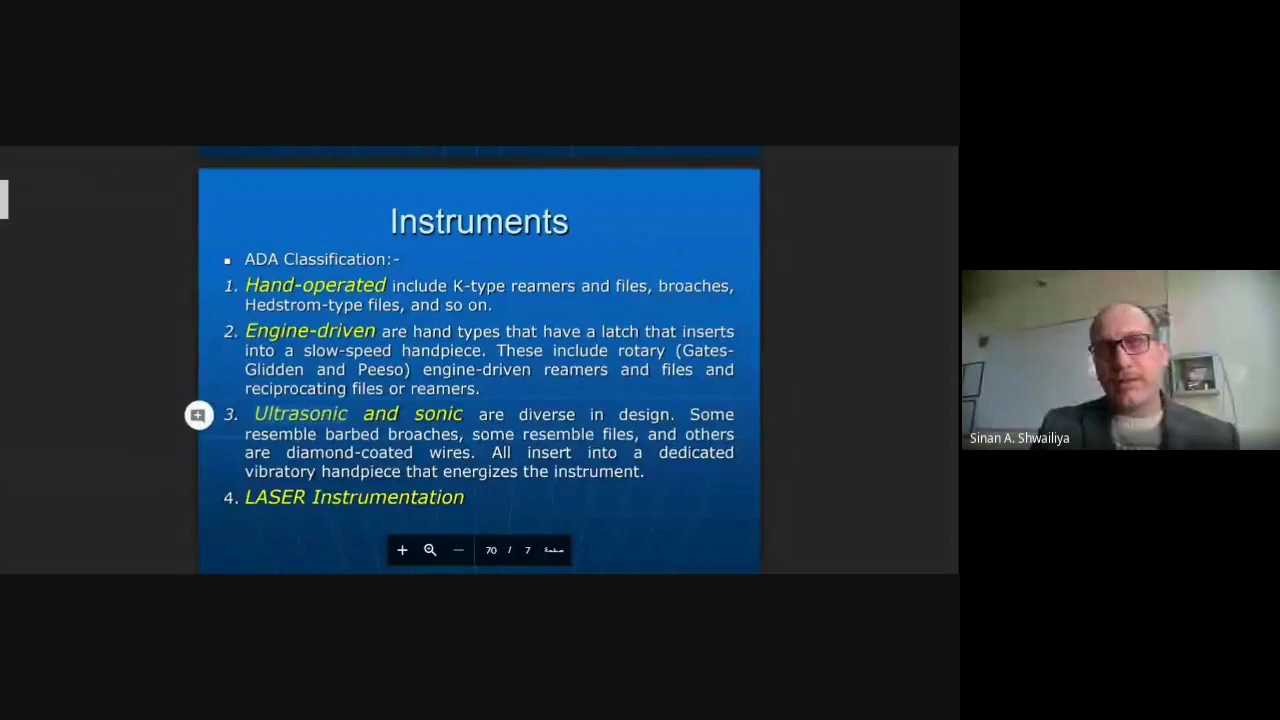 Instruments
▪ ADA Classification:-
1. Hand-operated include K-type reamers and files, broaches,
Hedstrom-type files, and so on.
2. Engine-driven are hand types that have a latch that inserts
into a slow-speed handpiece. These include rotary (Gates-
Glidden and Peeso) engine-driven reamers and files and
reciprocating files or reamers.
3. Ultrasonic and sonic are diverse in design. Some
resemble barbed broaches, some resemble files, and others
are diamond-coated wires. All insert into a dedicated
vibratory handpiece that energizes the instrument.
4. LASER Instrumentation
70 / 7 صفحة
Sinan A. Shwailiya